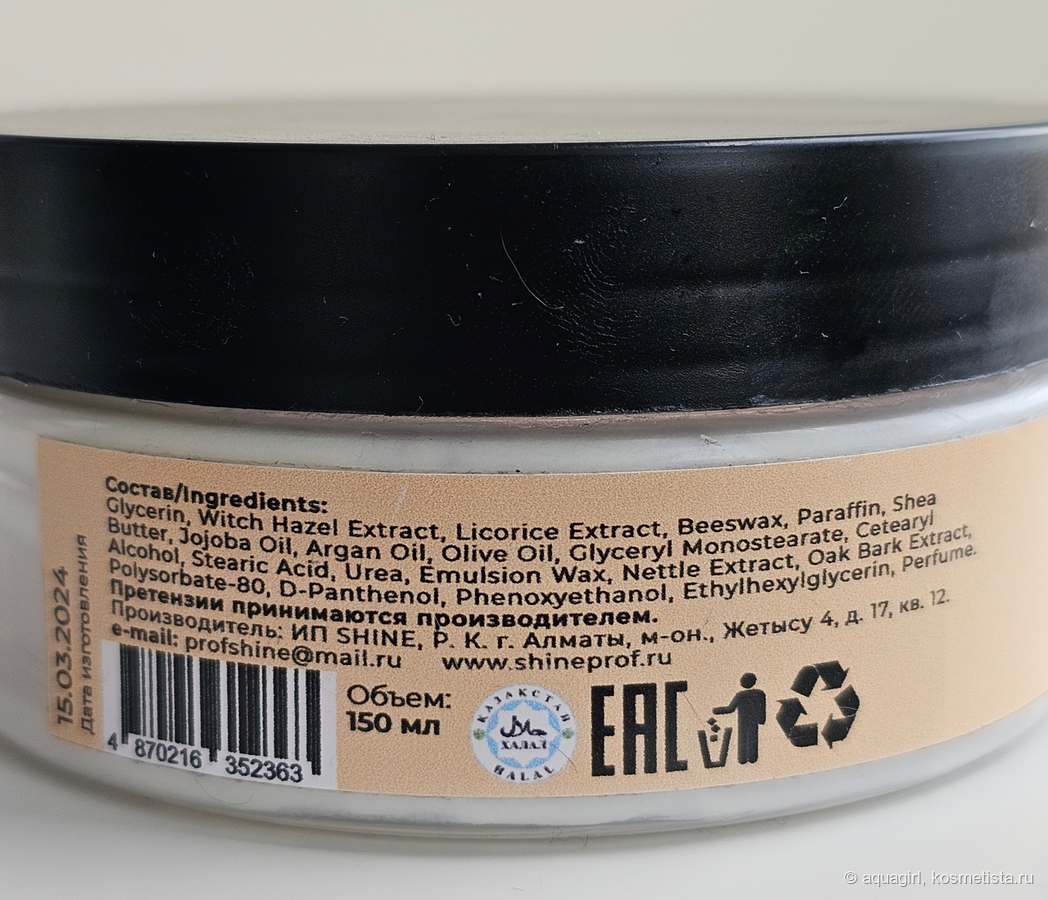 Состав/Ingredients:
Glycerin, Witch Hazel Extract, Licorice Extract, Beeswax, Paraffin, Shea
Butter, Jojoba Oil, Argan Oil, Olive Oil, Glyceryl Monostearate, Cetearyl
Alcohol, Stearic Acid, Urea, Emulsion Wax, Nettle Extract, Oak Bark Extract,
Polysorbate-80, D-Panthenol, Phenoxyethanol, Ethylhexylglycerin, Perfume.
Претензии принимаются производителем.
Производитель: ИП SHINE, Р. К. г. Алматы, м-он., Жетысу 4, д. 17, кв. 12.
e-mail: profshine@mail.ru www.shineprof.ru
15.03.2024
Дата изготовления
4 870216 352363
Объем:
150 мл
КАЗАХСТАН
ХАЛАЛ
HALAL
EAC
© aquagirl, kosmetista.ru